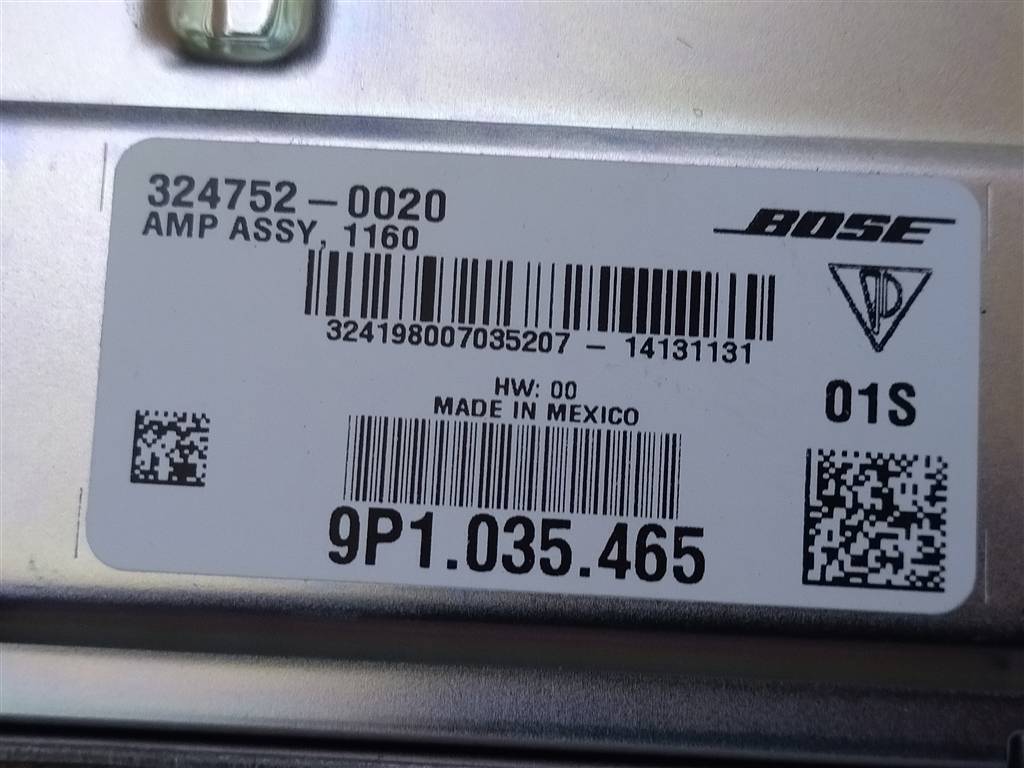 324752-0020
AMP ASSY, 1160
BOSE
324198007035207 - 14131131
HW: 00
MADE IN MEXICO
01S
9P1.035.465